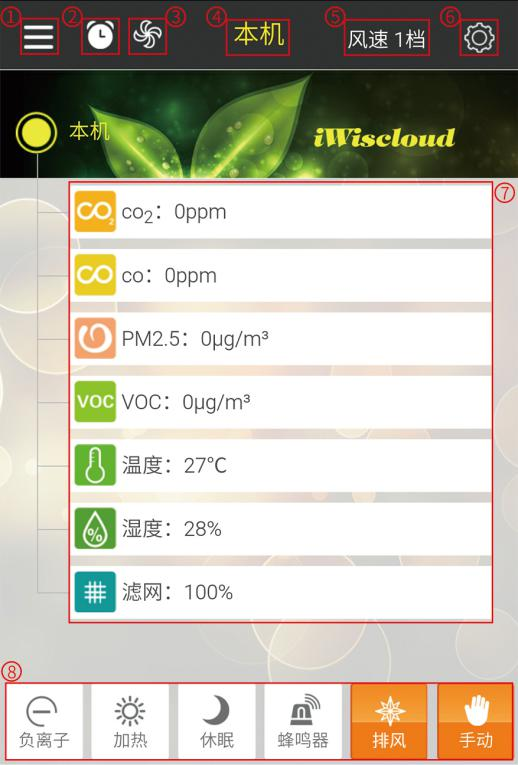 ① ② ③ ④ 本机 ⑤ 风速 1档 ⑥
本机
iWiscloud
⑦
CO2 co2：0ppm
CO co：0ppm
PM2.5：0μg/m³
VOC VOC：0μg/m³
温度：27℃
% 湿度：28%
滤网：100%
⑧
负离子 加热 休眠 蜂鸣器 排风 手动